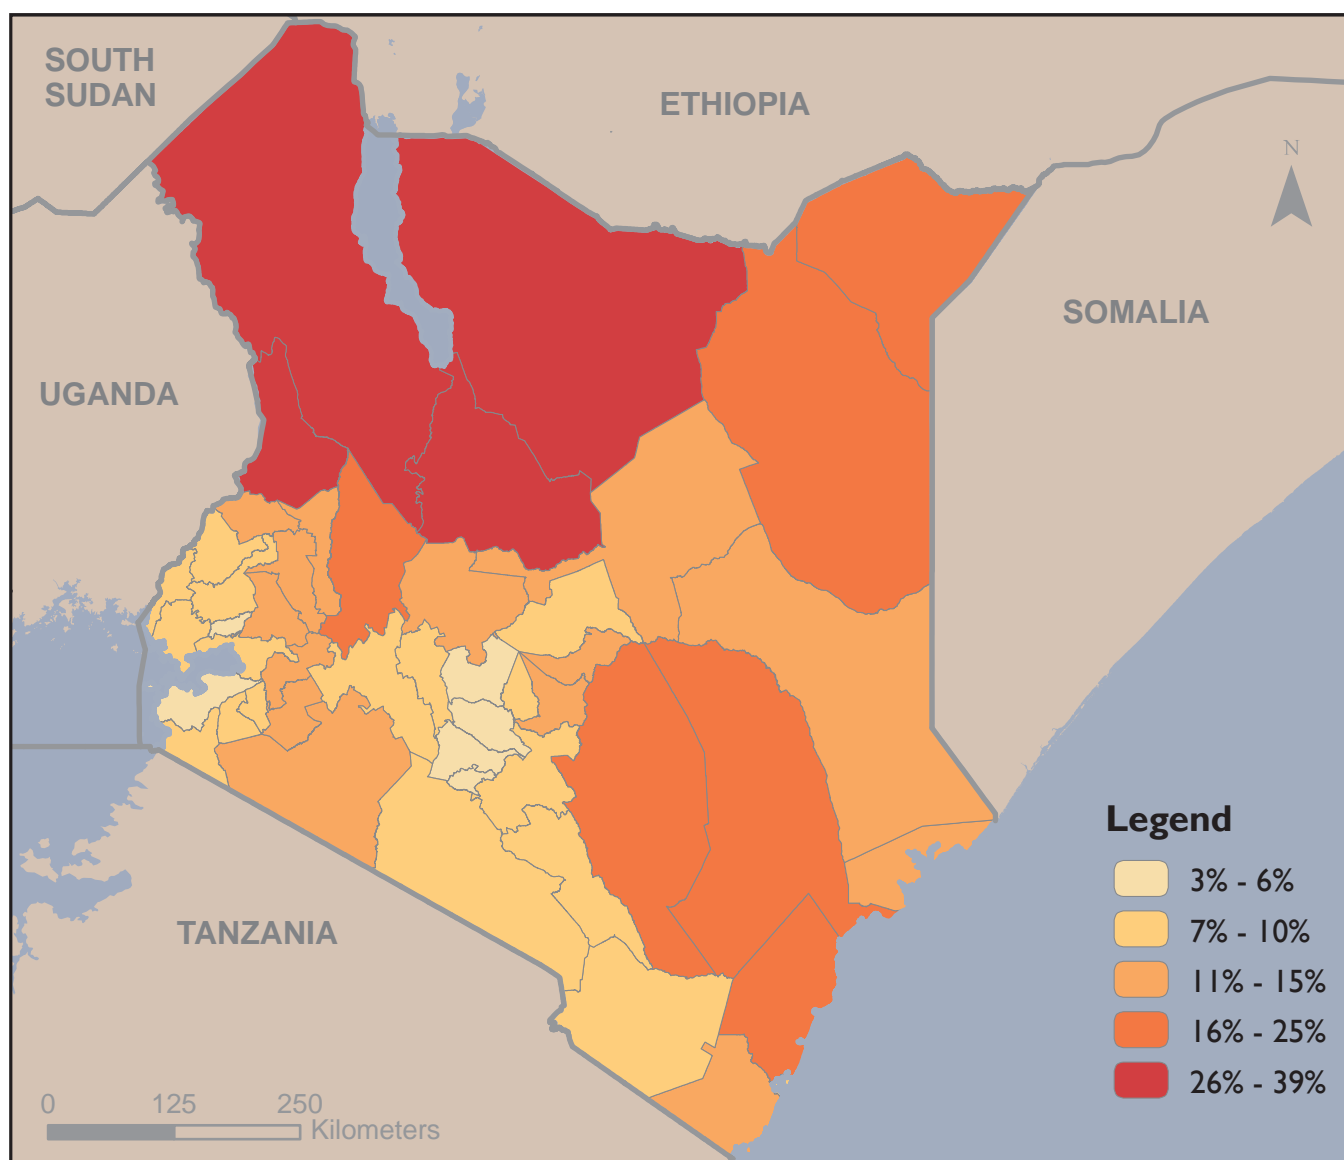 SOUTH
SUDAN
ETHIOPIA
N
SOMALIA
UGANDA
TANZANIA
Legend
3% - 6%
7% - 10%
11% - 15%
16% - 25%
26% - 39%
0 125 250
Kilometers